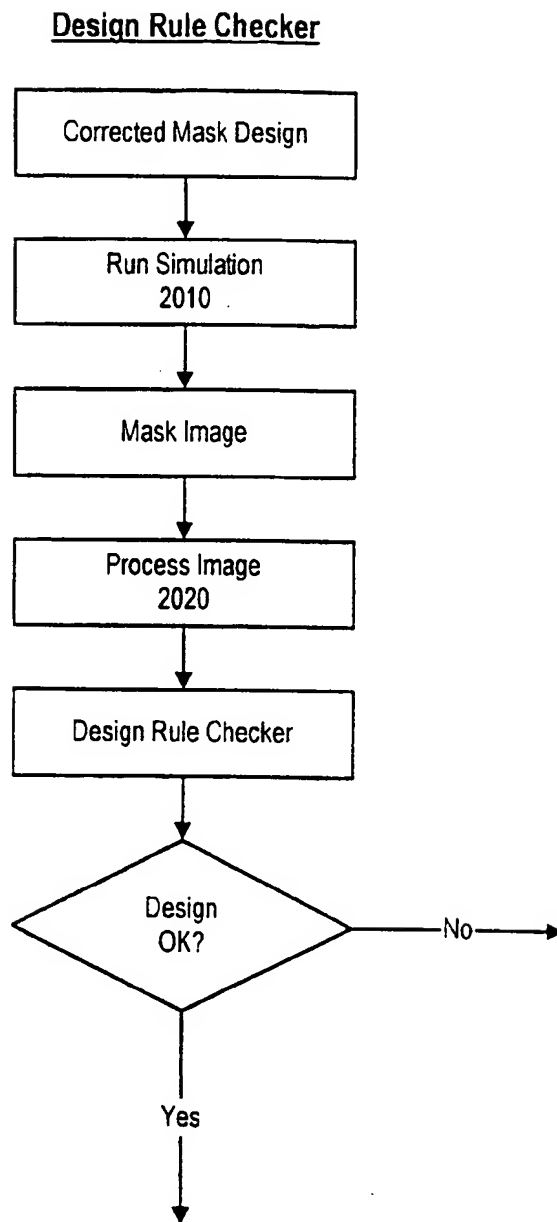 Design Rule Checker
Corrected Mask Design
Run Simulation
2010
Mask Image
Process Image
2020
Design Rule Checker
Design
OK?
No
Yes